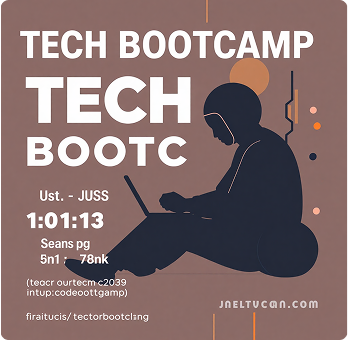 TECH BOOTCAMP
TECH
BOOTC
Ust. - JUSS
1:01:13
Seans pg
5n1 : 78nk
(teacr ourtecm c2039
intup:codeoottgamp)
firaitucis/ tectorbootclsng
JNELTVCAN.COM